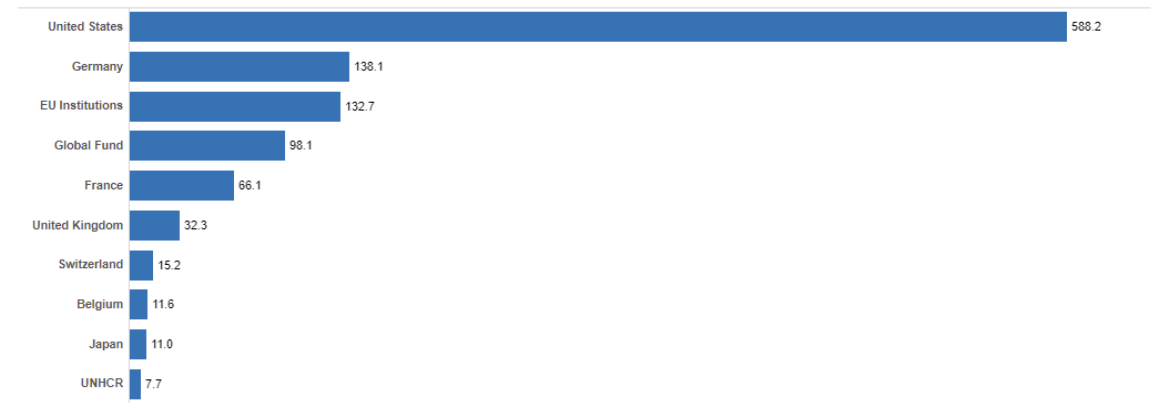 United States 588.2
Germany 138.1
EU Institutions 132.7
Global Fund 98.1
France 66.1
United Kingdom 32.3
Switzerland 15.2
Belgium 11.6
Japan 11.0
UNHCR 7.7